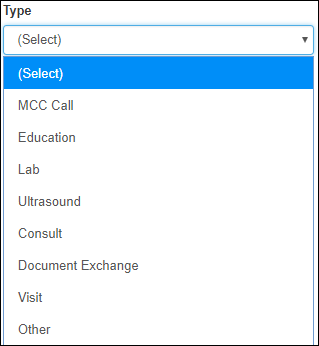 Type
(Select)
(Select)
MCC Call
Education
Lab
Ultrasound
Consult
Document Exchange
Visit
Other